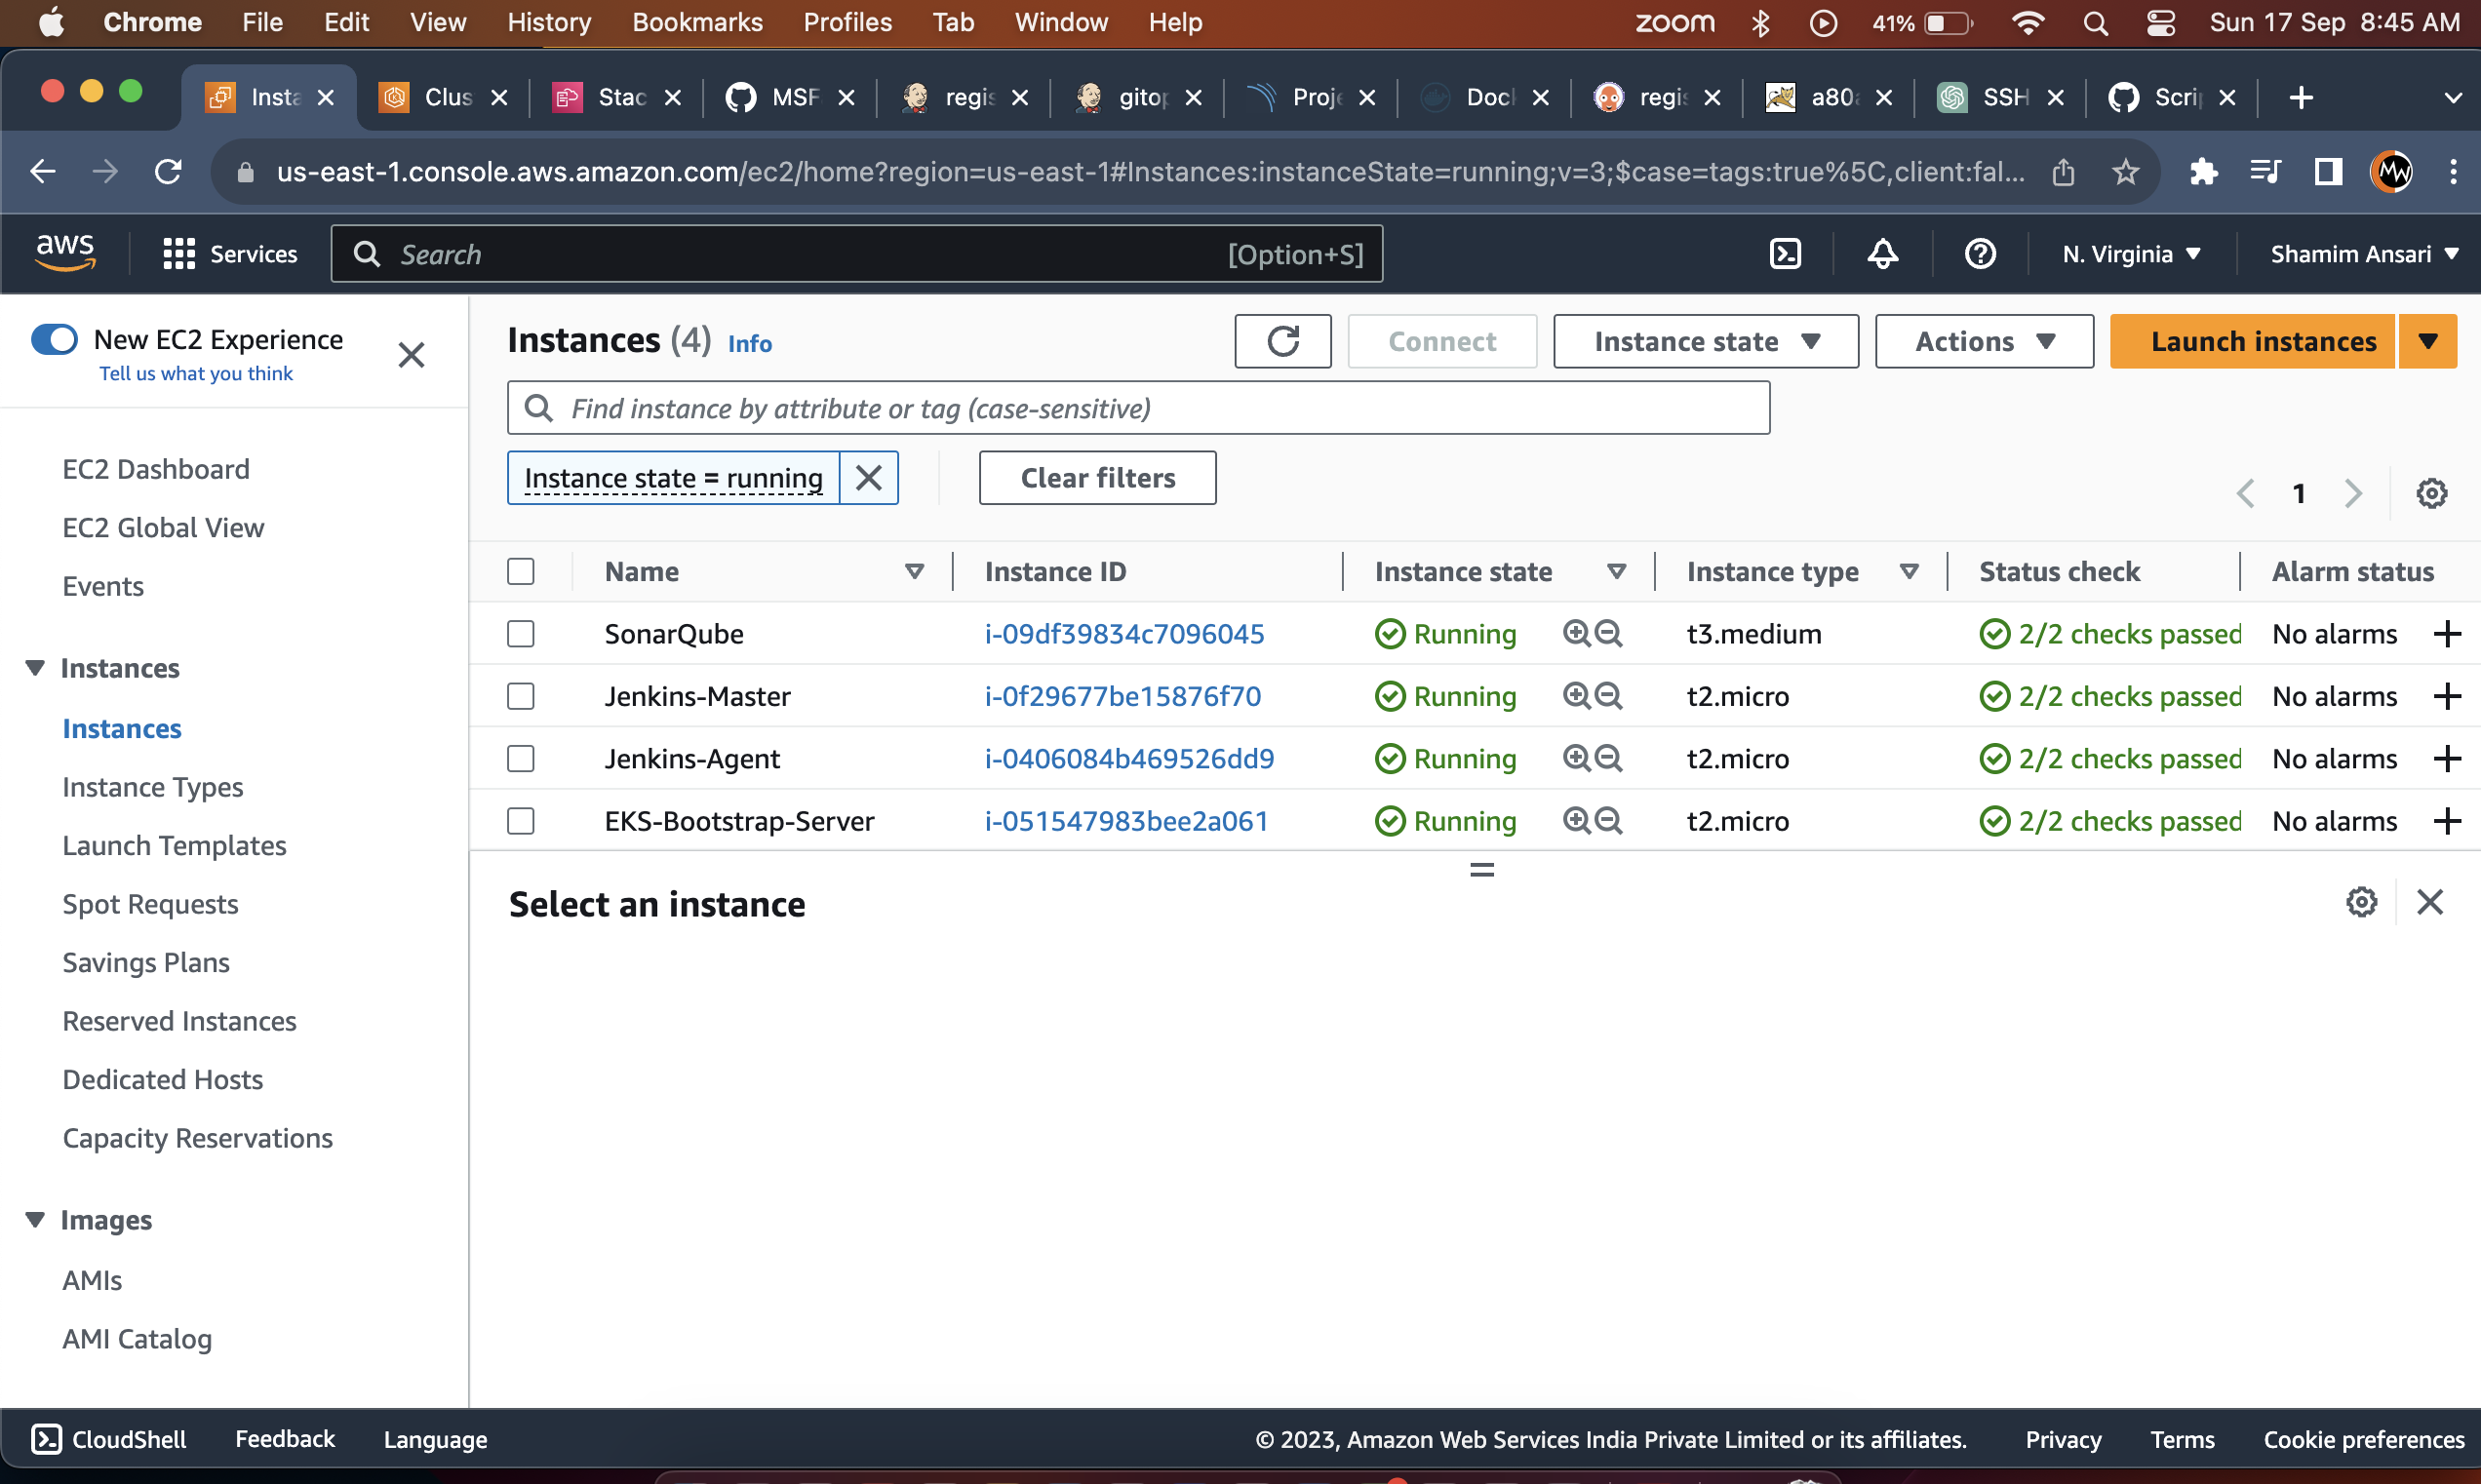 Chrome File Edit View History Bookmarks Profiles Tab Window Help zoom 41% Sun 17 Sep 8:45 AM
Insta Clus Stac MSF regis gitop Proje Dock regis a80a SSH Scrip
us-east-1.console.aws.amazon.com/ec2/home?region=us-east-1#Instances:instanceState=running;v=3;$case=tags:true%5C,client:fal...
aws Services Search [Option+S] N. Virginia Shamim Ansari
New EC2 Experience
Tell us what you think
EC2 Dashboard
EC2 Global View
Events
Instances
Instances
Instance Types
Launch Templates
Spot Requests
Savings Plans
Reserved Instances
Dedicated Hosts
Capacity Reservations
Images
AMIs
AMI Catalog
Instances (4) Info Connect Instance state Actions Launch instances
Find instance by attribute or tag (case-sensitive)
Instance state = running Clear filters 1
Name Instance ID Instance state Instance type Status check Alarm status
SonarQube i-09df39834c7096045 Running t3.medium 2/2 checks passed No alarms
Jenkins-Master i-0f29677be15876f70 Running t2.micro 2/2 checks passed No alarms
Jenkins-Agent i-0406084b469526dd9 Running t2.micro 2/2 checks passed No alarms
EKS-Bootstrap-Server i-051547983bee2a061 Running t2.micro 2/2 checks passed No alarms
Select an instance
CloudShell Feedback Language © 2023, Amazon Web Services India Private Limited or its affiliates. Privacy Terms Cookie preferences